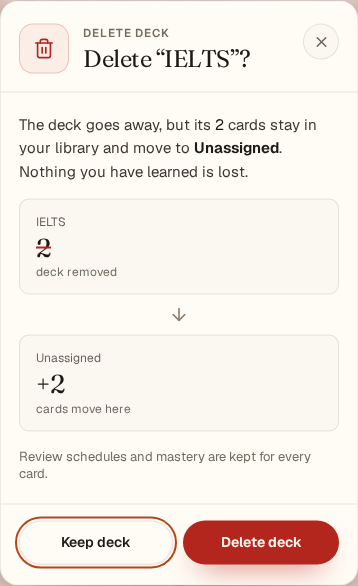 DELETE DECK
Delete “IELTS”?
The deck goes away, but its 2 cards stay in
your library and move to Unassigned.
Nothing you have learned is lost.
IELTS
2
deck removed
Unassigned
+2
cards move here
Review schedules and mastery are kept for every
card.
Keep deck
Delete deck